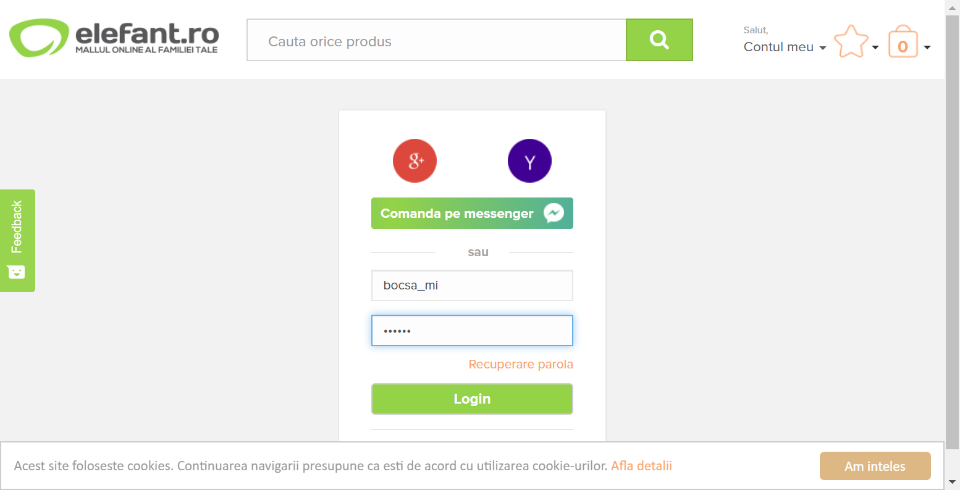 elefant.ro
MALLUL ONLINE AL FAMILIEI TALE
Cauta orice produs
Salut,
Contul meu
0
Feedback
g+
Y
Comanda pe messenger
sau
bocsa_mi
••••••
Recuperare parola
Login
Acest site foloseste cookies. Continuarea navigarii presupune ca esti de acord cu utilizarea cookie-urilor. Afla detalii
Am inteles